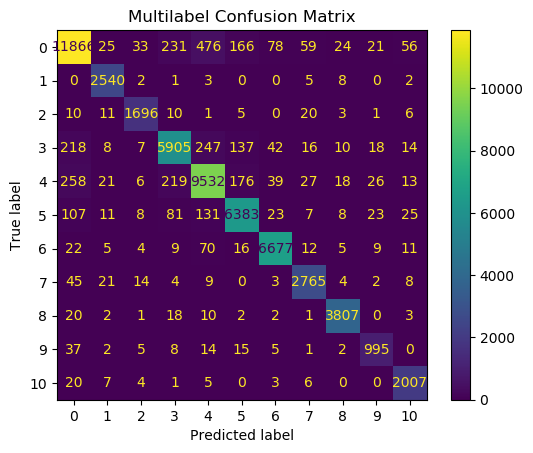 Multilabel Confusion Matrix
0 11866 25 33 231 476 166 78 59 24 21 56
1 0 2540 2 1 3 0 0 5 8 0 2
2 10 11 1696 10 1 5 0 20 3 1 6
3 218 8 7 5905 247 137 42 16 10 18 14
4 258 21 6 219 9532 176 39 27 18 26 13
5 107 11 8 81 131 6383 23 7 8 23 25
6 22 5 4 9 70 16 6677 12 5 9 11
7 45 21 14 4 9 0 3 2765 4 2 8
8 20 2 1 18 10 2 2 1 3807 0 3
9 37 2 5 8 14 15 5 1 2 995 0
10 20 7 4 1 5 0 3 6 0 0 2007
0 1 2 3 4 5 6 7 8 9 10
Predicted label
True label
10000
8000
6000
4000
2000
0